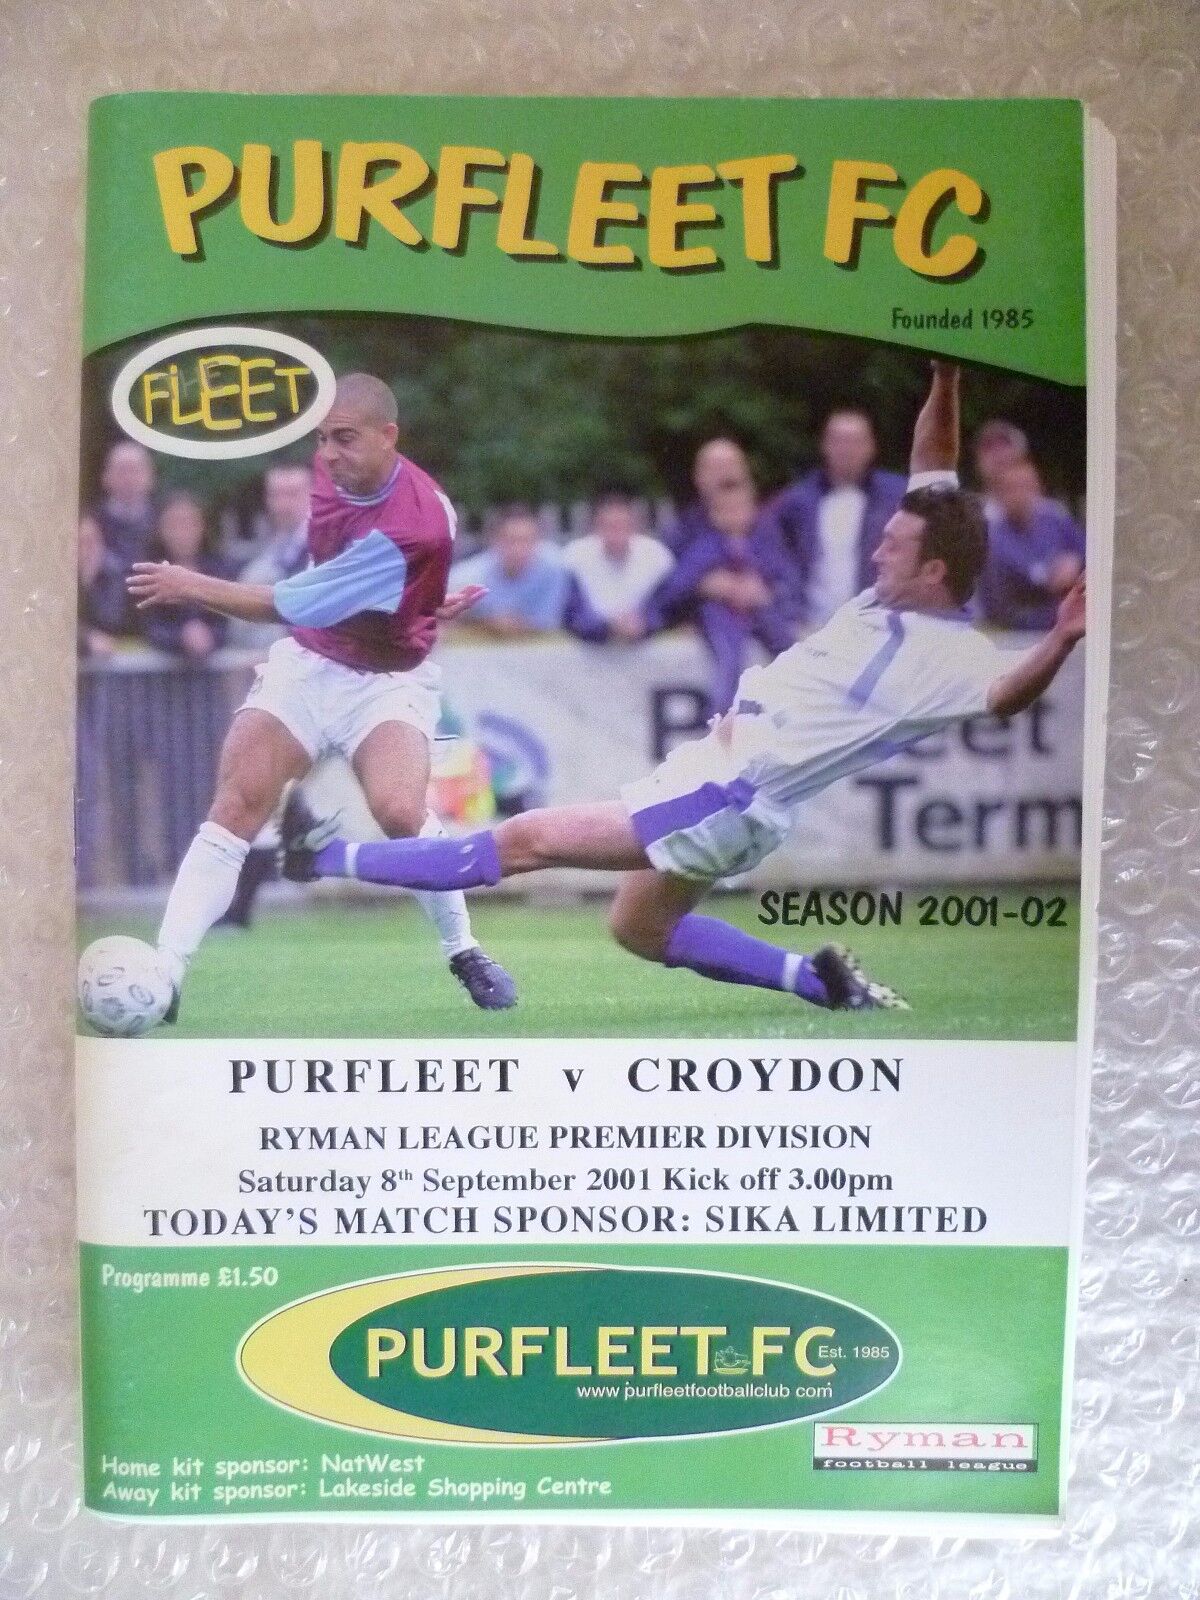 PURFLEET FC
Founded 1985
FLEET
Term
SEASON 2001-02
PURFLEET v CROYDON
RYMAN LEAGUE PREMIER DIVISION
Saturday 8th September 2001 Kick off 3.00pm
TODAY'S MATCH SPONSOR: SIKA LIMITED
Programme £1.50
PURFLEET FC
Est. 1985
www purfleetfootballclub com
Ryman
football league
Home kit sponsor: NatWest
Away kit sponsor: Lakeside Shopping Centre